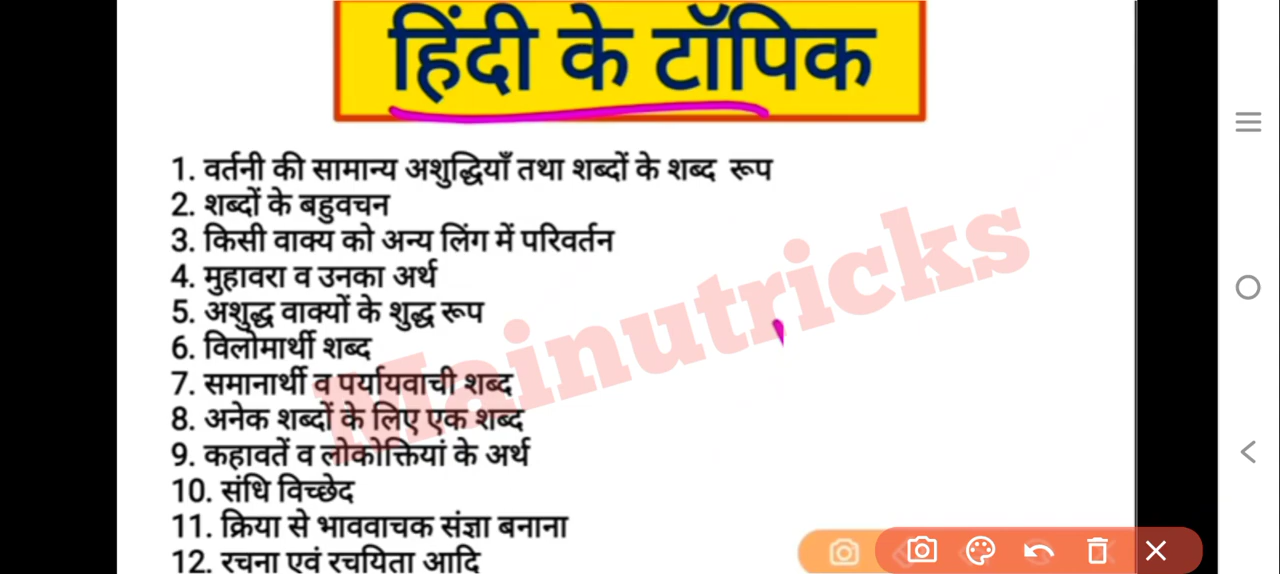 हिंदी के टॉपिक
1. वर्तनी की सामान्य अशुद्धियाँ तथा शब्दों के शब्द रूप
2. शब्दों के बहुवचन
3. किसी वाक्य को अन्य लिंग में परिवर्तन
4. मुहावरा व उनका अर्थ
5. अशुद्ध वाक्यों के शुद्ध रूप
6. विलोमार्थी शब्द
7. समानार्थी व पर्यायवाची शब्द
8. अनेक शब्दों के लिए एक शब्द
9. कहावतें व लोकोक्तियां के अर्थ
10. संधि विच्छेद
11. क्रिया से भाववाचक संज्ञा बनाना
12. रचना एवं रचयिता आदि
Mainutricks